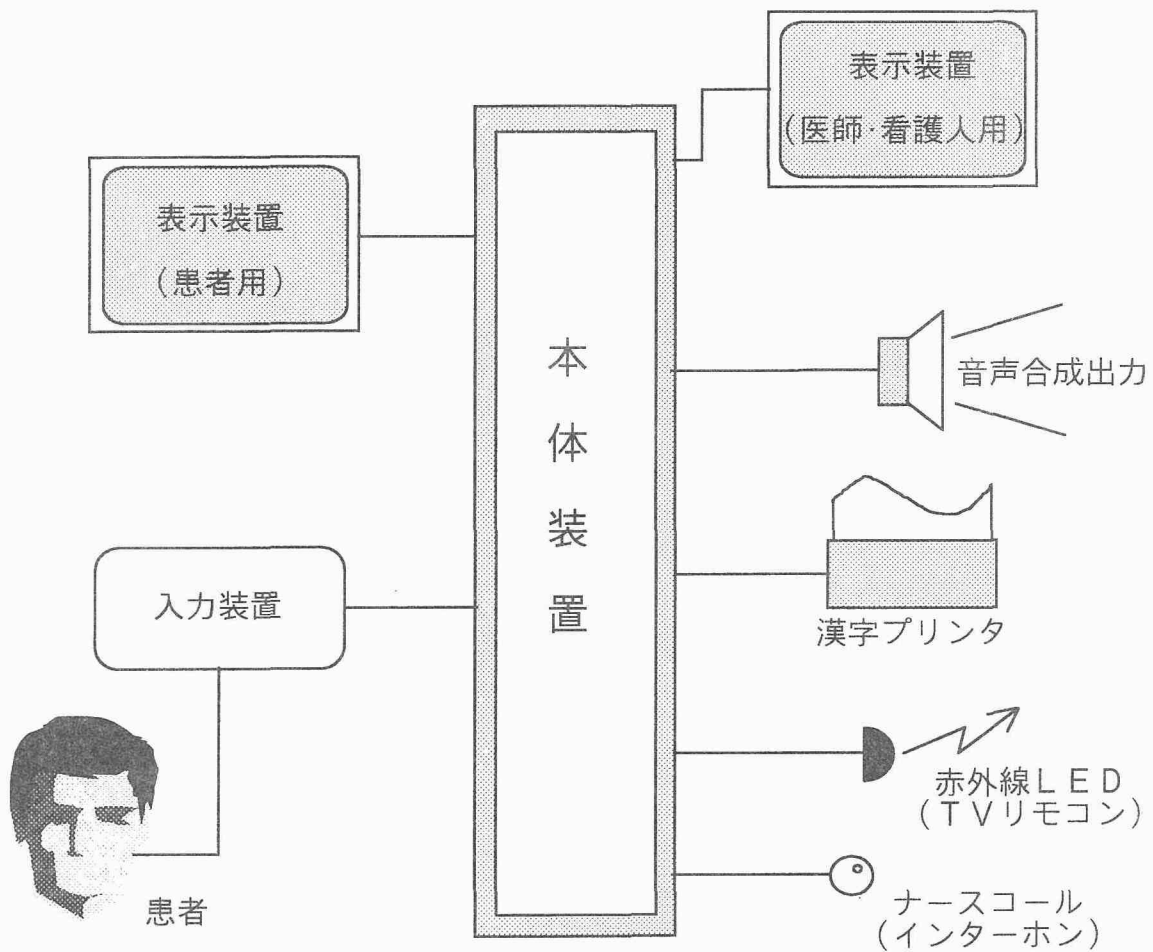 表示装置
(医師・看護人用)
表示装置
(患者用)
本体装置
音声合成出力
入力装置
漢字プリンタ
患者
赤外線LED
(TVリモコン)
ナースコール
(インターホン)